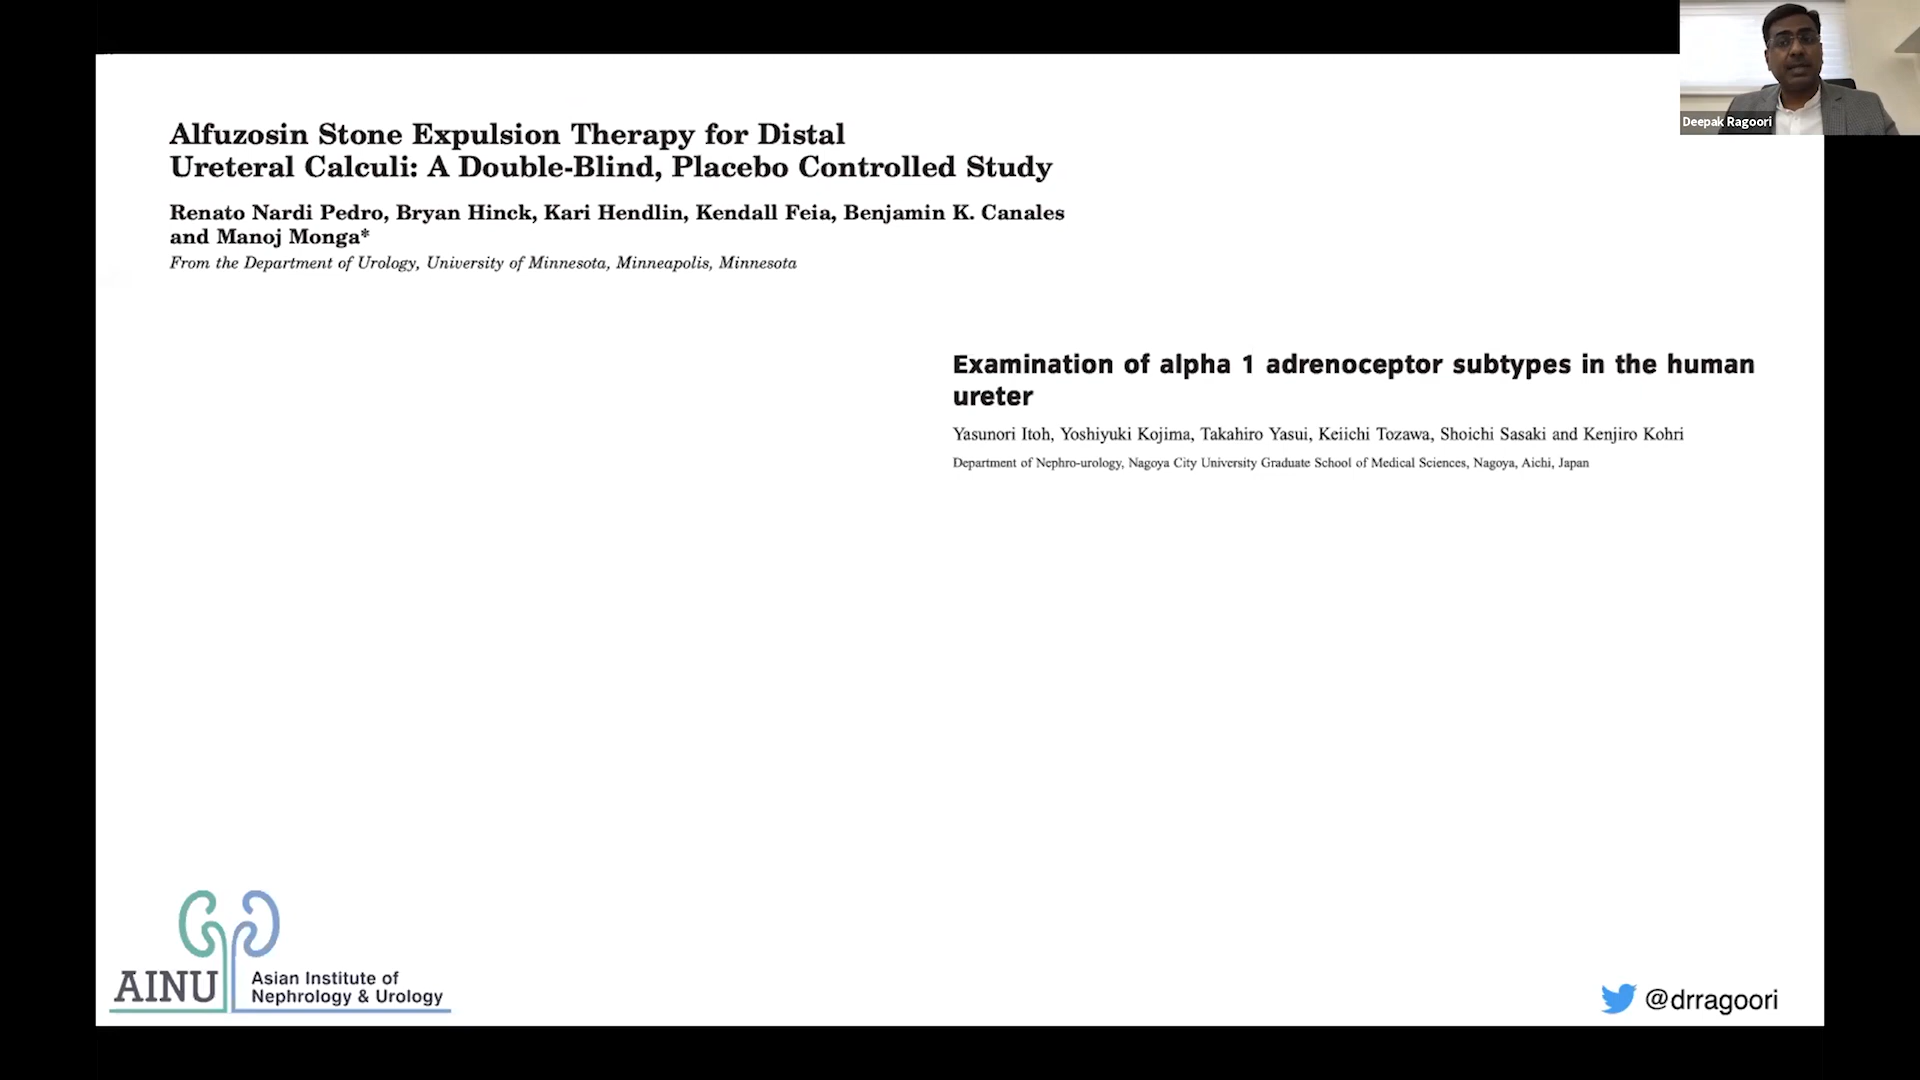 Deepak Ragoori
Alfuzosin Stone Expulsion Therapy for Distal
Ureteral Calculi: A Double-Blind, Placebo Controlled Study
Renato Nardi Pedro, Bryan Hinck, Kari Hendlin, Kendall Feia, Benjamin K. Canales
and Manoj Monga*
From the Department of Urology, University of Minnesota, Minneapolis, Minnesota
Examination of alpha 1 adrenoceptor subtypes in the human
ureter
Yasunori Itoh, Yoshiyuki Kojima, Takahiro Yasui, Keiichi Tozawa, Shoichi Sasaki and Kenjiro Kohri
Department of Nephro-urology, Nagoya City University Graduate School of Medical Sciences, Nagoya, Aichi, Japan
AINU
Asian Institute of
Nephrology & Urology
@drragoori